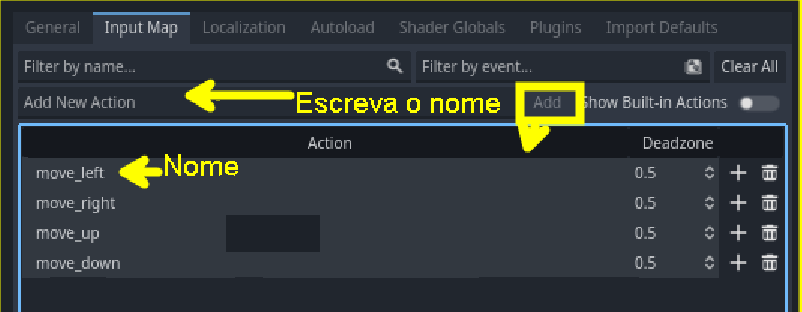 General Input Map Localization Autoload Shader Globals Plugins Import Defaults
Filter by name... Filter by event... Clear All
Add New Action Escreva o nome Add Show Built-in Actions
Action Deadzone
move_left Nome 0.5
move_right 0.5
move_up 0.5
move_down 0.5